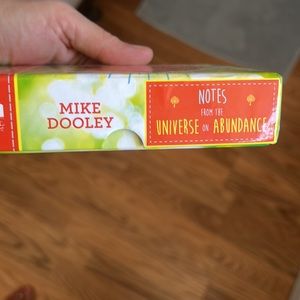 MIKE
DOOLEY
NOTES
FROM THE
UNIVERSE ON ABUNDANCE